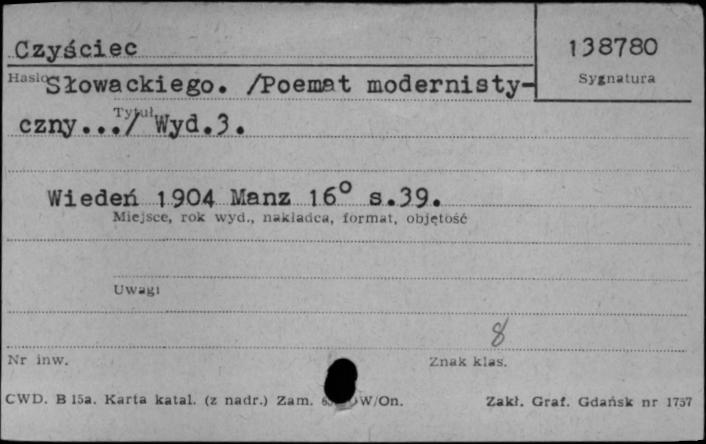 Czyściec
138780
Hasło
Sygnatura
Słowackiego. /Poemat modernisty-
Tytuł
czny.../ Wyd.3.
Wiedeń 1904 Manz 16° s.39.
Miejsce, rok wyd., nakładca, format, objętość
Uwagi
8
Nr inw.
Znak klas.
CWD. B 15a. Karta katal. (z nadr.) Zam. W/On.
Zakł. Graf. Gdańsk nr 1757